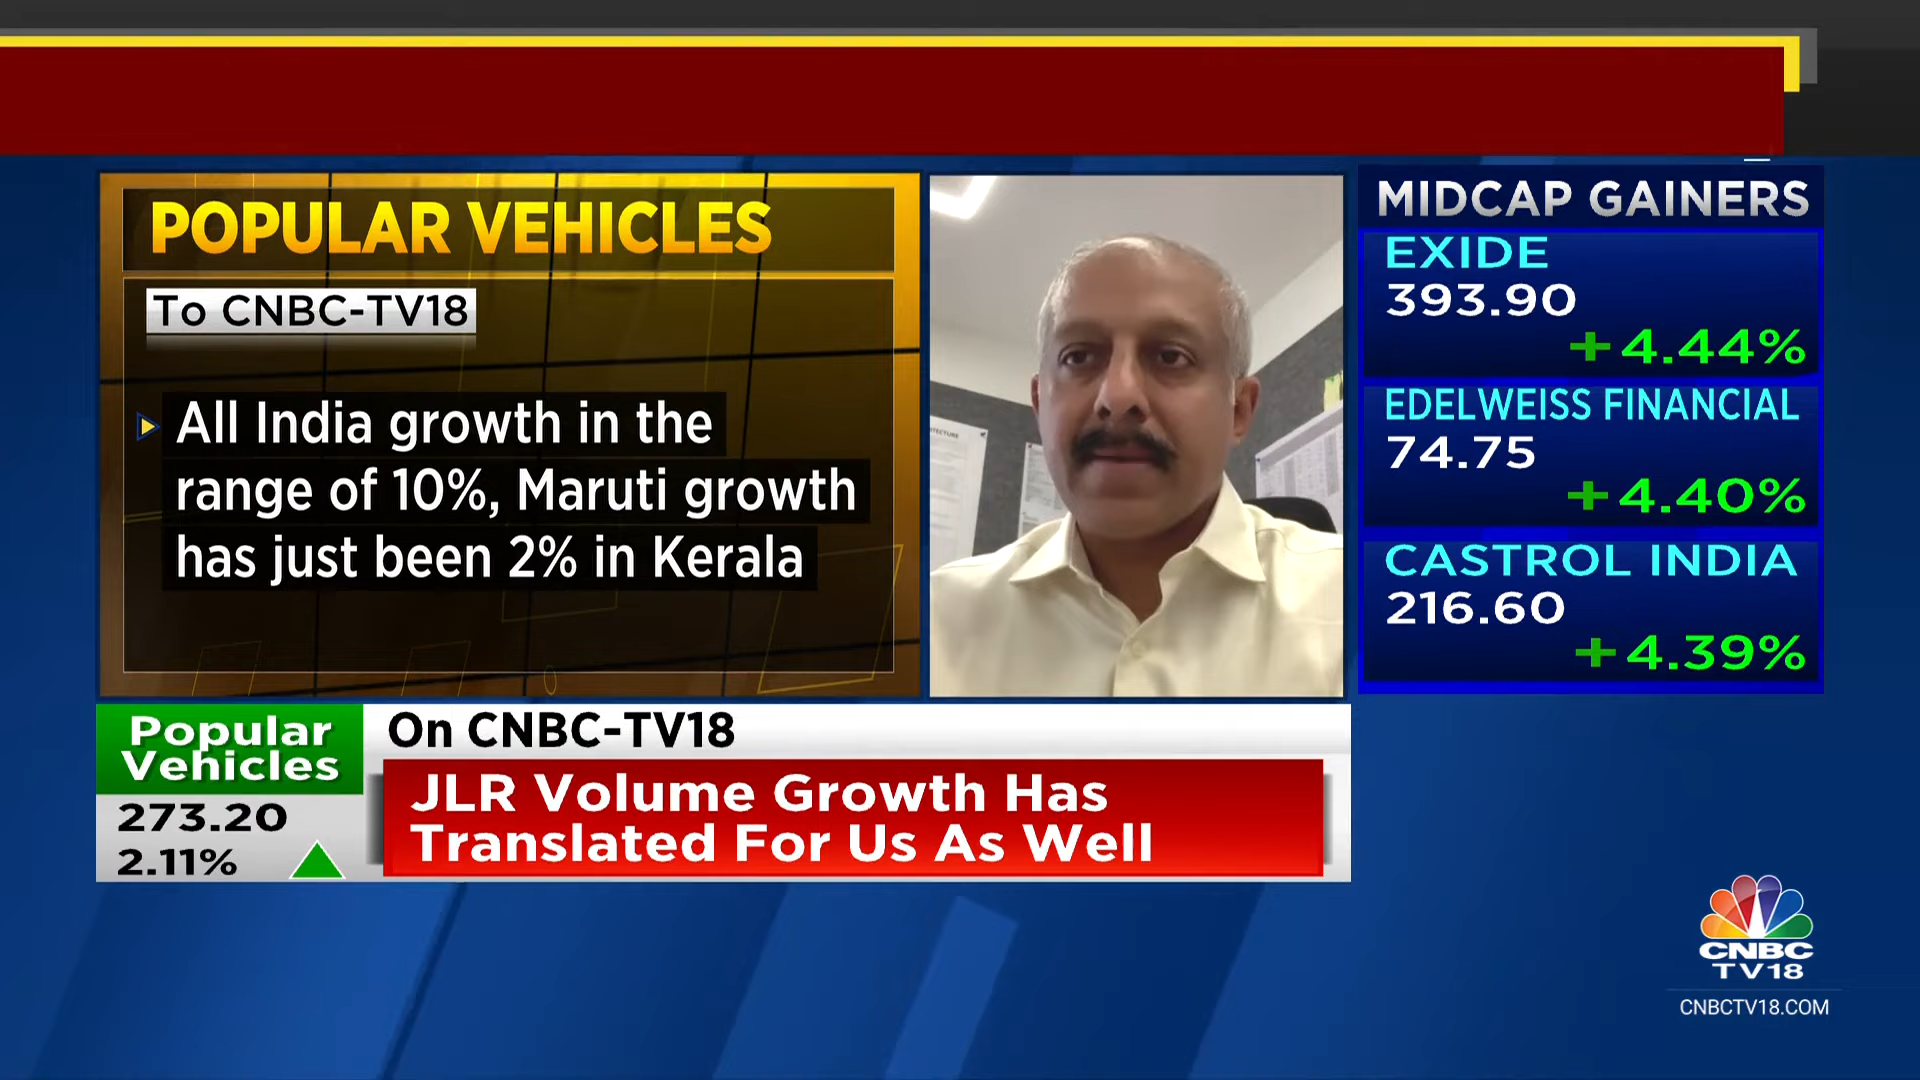 POPULAR VEHICLES
To CNBC-TV18
All India growth in the
range of 10%, Maruti growth
has just been 2% in Kerala
MIDCAP GAINERS
EXIDE
393.90
+4.44%
EDELWEISS FINANCIAL
74.75
+4.40%
CASTROL INDIA
216.60
+4.39%
Popular
Vehicles
273.20
2.11%
On CNBC-TV18
JLR Volume Growth Has
Translated For Us As Well
CNBC
TV18
CNBCTV18.COM